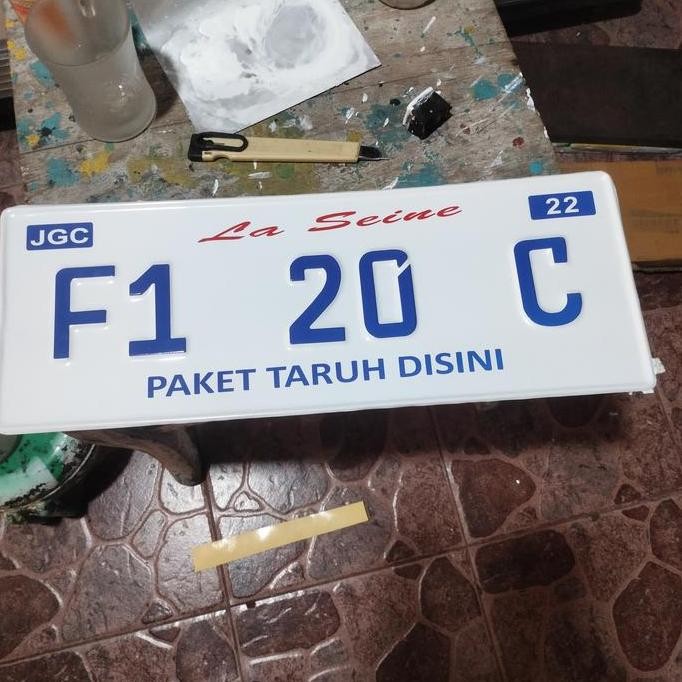 JGC La Seine 22
F1 20 C
PAKET TARUH DISINI